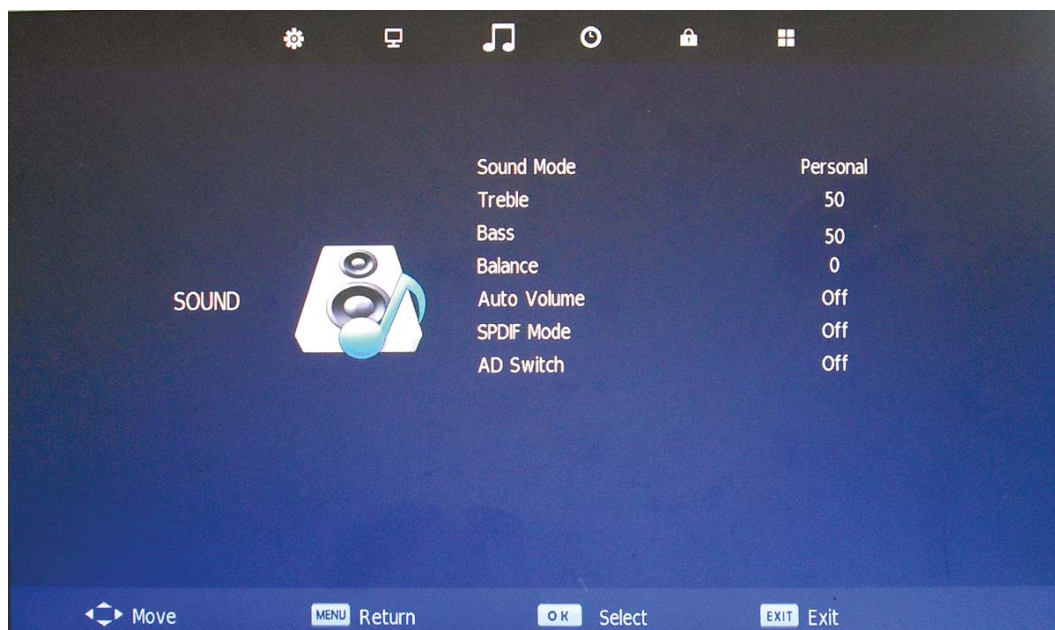 Sound Mode Personal
Treble 50
Bass 50
Balance 0
SOUND
Auto Volume Off
SPDIF Mode Off
AD Switch Off
Move MENU Return OK Select EXIT Exit